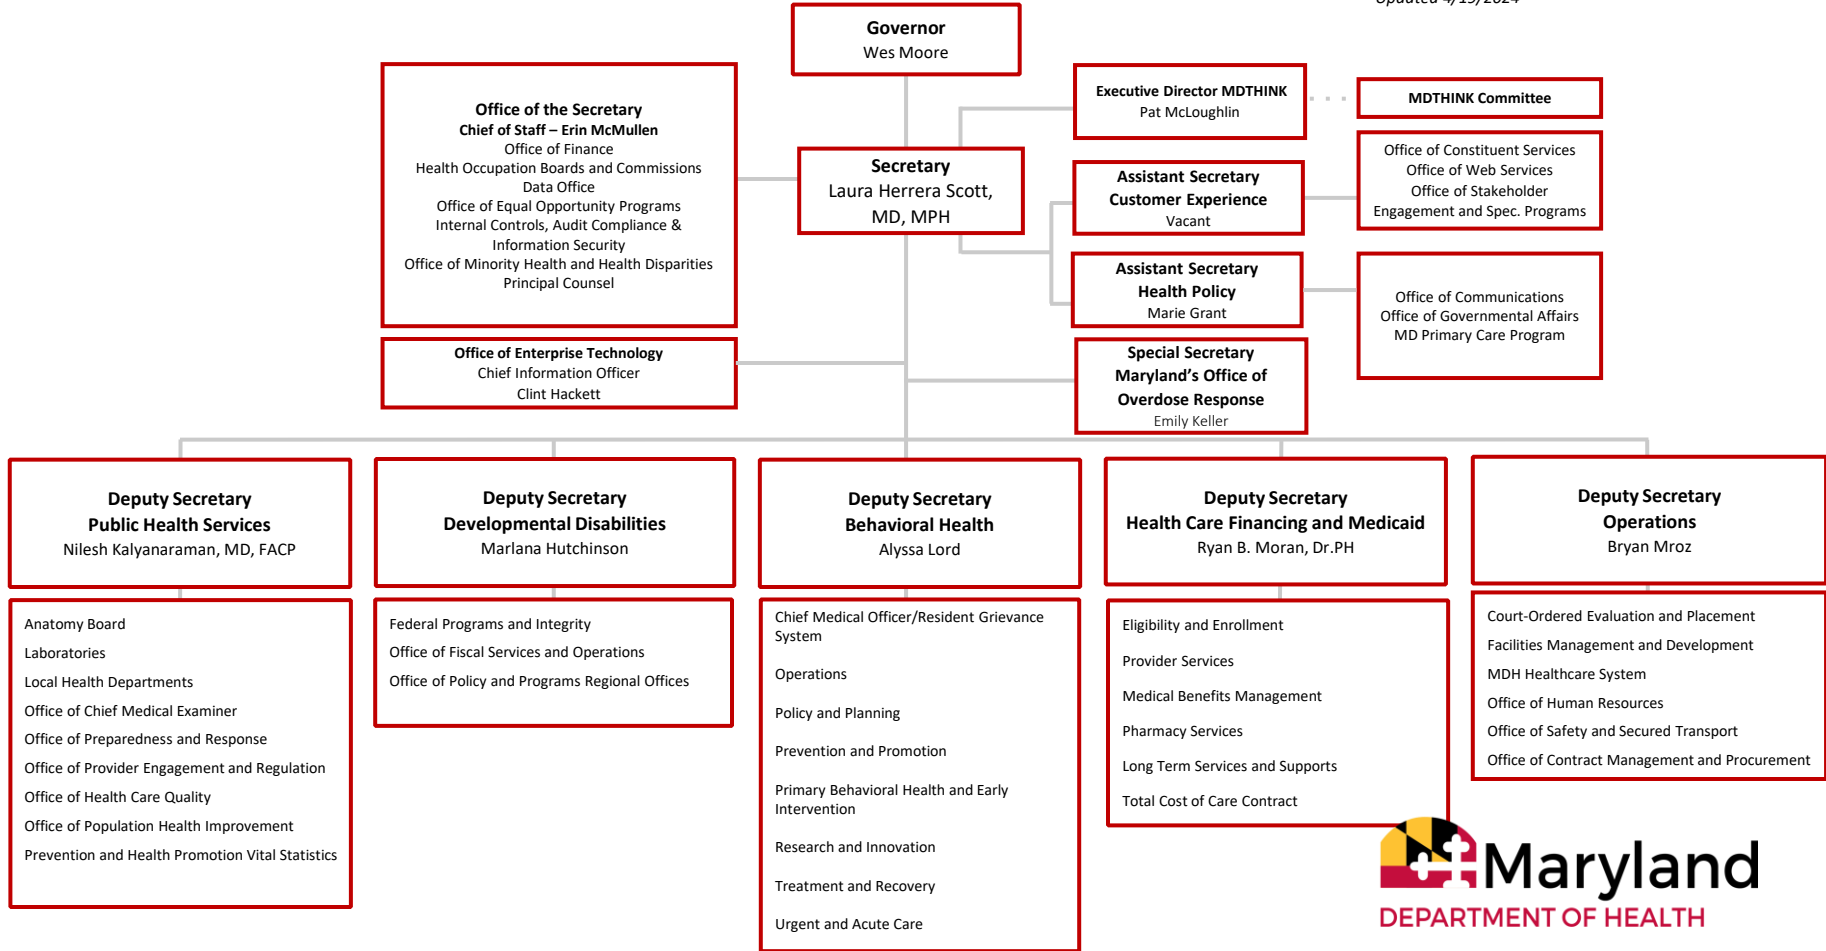 Updated 4/15/2024
Governor
Wes Moore
Office of the Secretary
Chief of Staff – Erin McMullen
Office of Finance
Health Occupation Boards and Commissions
Data Office
Office of Equal Opportunity Programs
Internal Controls, Audit Compliance &
Information Security
Office of Minority Health and Health Disparities
Principal Counsel
Secretary
Laura Herrera Scott,
MD, MPH
Executive Director MDTHINK
Pat McLoughlin
MDTHINK Committee
Assistant Secretary
Customer Experience
Vacant
Office of Constituent Services
Office of Web Services
Office of Stakeholder
Engagement and Spec. Programs
Assistant Secretary
Health Policy
Marie Grant
Office of Communications
Office of Governmental Affairs
MD Primary Care Program
Office of Enterprise Technology
Chief Information Officer
Clint Hackett
Special Secretary
Maryland’s Office of
Overdose Response
Emily Keller
Deputy Secretary
Public Health Services
Nilesh Kalyanaraman, MD, FACP
Anatomy Board
Laboratories
Local Health Departments
Office of Chief Medical Examiner
Office of Preparedness and Response
Office of Provider Engagement and Regulation
Office of Health Care Quality
Office of Population Health Improvement
Prevention and Health Promotion Vital Statistics
Deputy Secretary
Developmental Disabilities
Marlana Hutchinson
Federal Programs and Integrity
Office of Fiscal Services and Operations
Office of Policy and Programs Regional Offices
Deputy Secretary
Behavioral Health
Alyssa Lord
Chief Medical Officer/Resident Grievance
System
Operations
Policy and Planning
Prevention and Promotion
Primary Behavioral Health and Early
Intervention
Research and Innovation
Treatment and Recovery
Urgent and Acute Care
Deputy Secretary
Health Care Financing and Medicaid
Ryan B. Moran, Dr.PH
Eligibility and Enrollment
Provider Services
Medical Benefits Management
Pharmacy Services
Long Term Services and Supports
Total Cost of Care Contract
Deputy Secretary
Operations
Bryan Mroz
Court-Ordered Evaluation and Placement
Facilities Management and Development
MDH Healthcare System
Office of Human Resources
Office of Safety and Secured Transport
Office of Contract Management and Procurement
Maryland
DEPARTMENT OF HEALTH